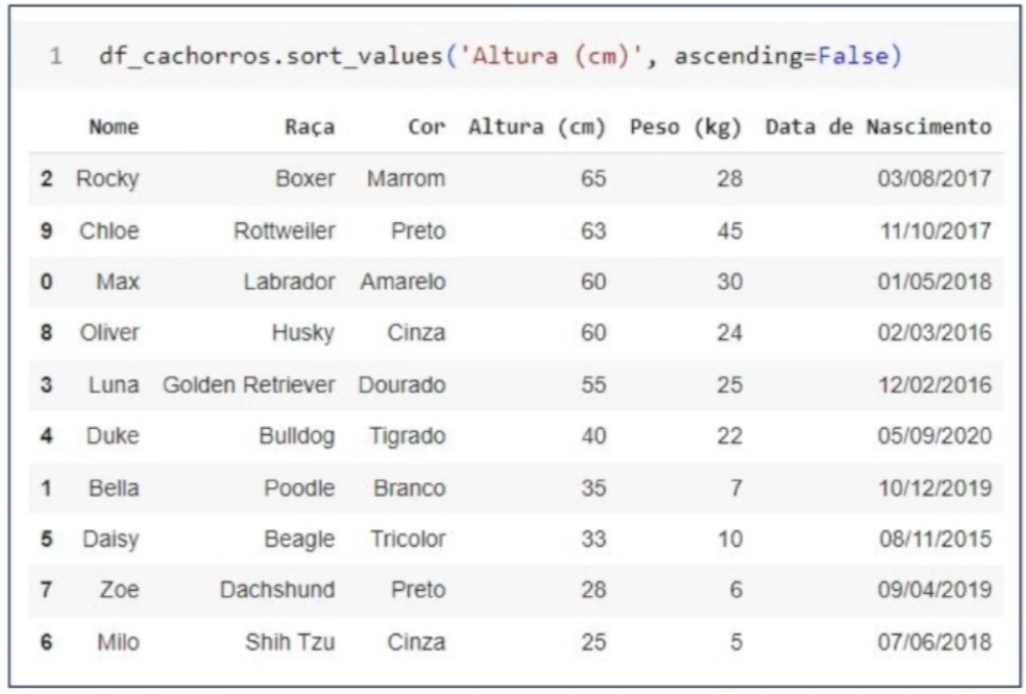 1 df_cachorros.sort_values('Altura (cm)', ascending=False)
Nome Raça Cor Altura (cm) Peso (kg) Data de Nascimento
2 Rocky Boxer Marrom 65 28 03/08/2017
9 Chloe Rottweiler Preto 63 45 11/10/2017
0 Max Labrador Amarelo 60 30 01/05/2018
8 Oliver Husky Cinza 60 24 02/03/2016
3 Luna Golden Retriever Dourado 55 25 12/02/2016
4 Duke Bulldog Tigrado 40 22 05/09/2020
1 Bella Poodle Branco 35 7 10/12/2019
5 Daisy Beagle Tricolor 33 10 08/11/2015
7 Zoe Dachshund Preto 28 6 09/04/2019
6 Milo Shih Tzu Cinza 25 5 07/06/2018